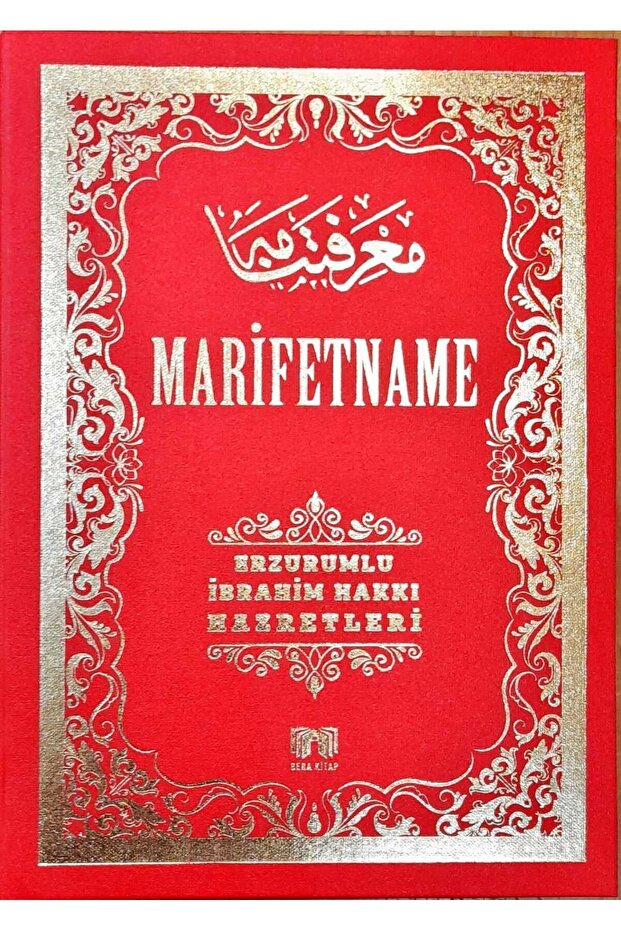 معرفتنامه
MARİFETNAME
ERZURUMLU
İBRAHİM HAKKI
HAZRETLERİ
BERA KİTAP